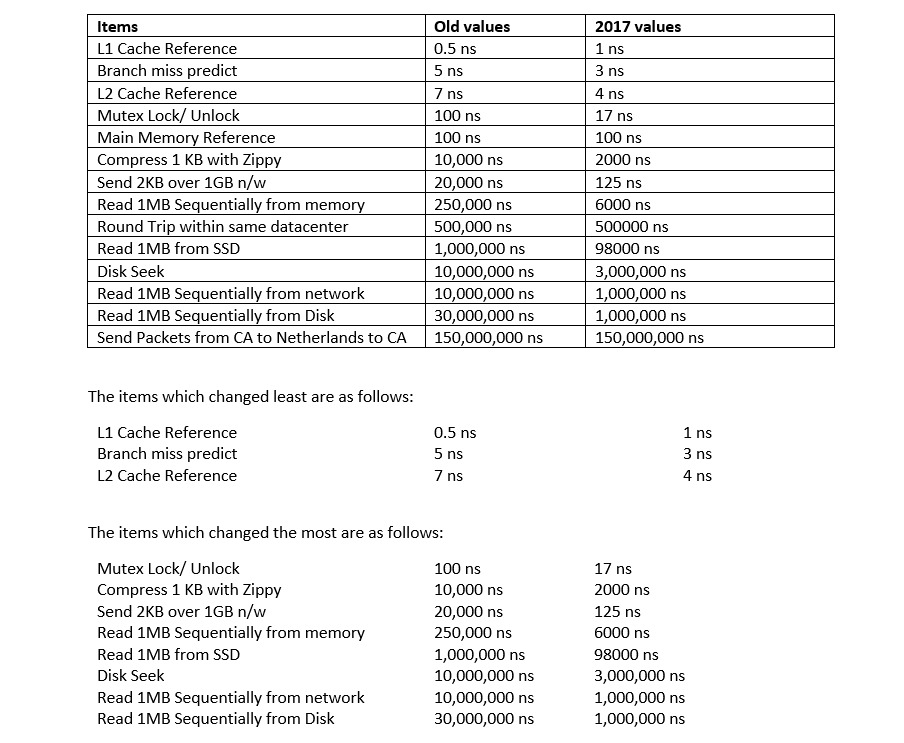 Items Old values 2017 values
L1 Cache Reference 0.5 ns 1 ns
Branch miss predict 5 ns 3 ns
L2 Cache Reference 7 ns 4 ns
Mutex Lock/ Unlock 100 ns 17 ns
Main Memory Reference 100 ns 100 ns
Compress 1 KB with Zippy 10,000 ns 2000 ns
Send 2KB over 1GB n/w 20,000 ns 125 ns
Read 1MB Sequentially from memory 250,000 ns 6000 ns
Round Trip within same datacenter 500,000 ns 500000 ns
Read 1MB from SSD 1,000,000 ns 98000 ns
Disk Seek 10,000,000 ns 3,000,000 ns
Read 1MB Sequentially from network 10,000,000 ns 1,000,000 ns
Read 1MB Sequentially from Disk 30,000,000 ns 1,000,000 ns
Send Packets from CA to Netherlands to CA 150,000,000 ns 150,000,000 ns
The items which changed least are as follows:
L1 Cache Reference 0.5 ns 1 ns
Branch miss predict 5 ns 3 ns
L2 Cache Reference 7 ns 4 ns
The items which changed the most are as follows:
Mutex Lock/ Unlock 100 ns 17 ns
Compress 1 KB with Zippy 10,000 ns 2000 ns
Send 2KB over 1GB n/w 20,000 ns 125 ns
Read 1MB Sequentially from memory 250,000 ns 6000 ns
Read 1MB from SSD 1,000,000 ns 98000 ns
Disk Seek 10,000,000 ns 3,000,000 ns
Read 1MB Sequentially from network 10,000,000 ns 1,000,000 ns
Read 1MB Sequentially from Disk 30,000,000 ns 1,000,000 ns